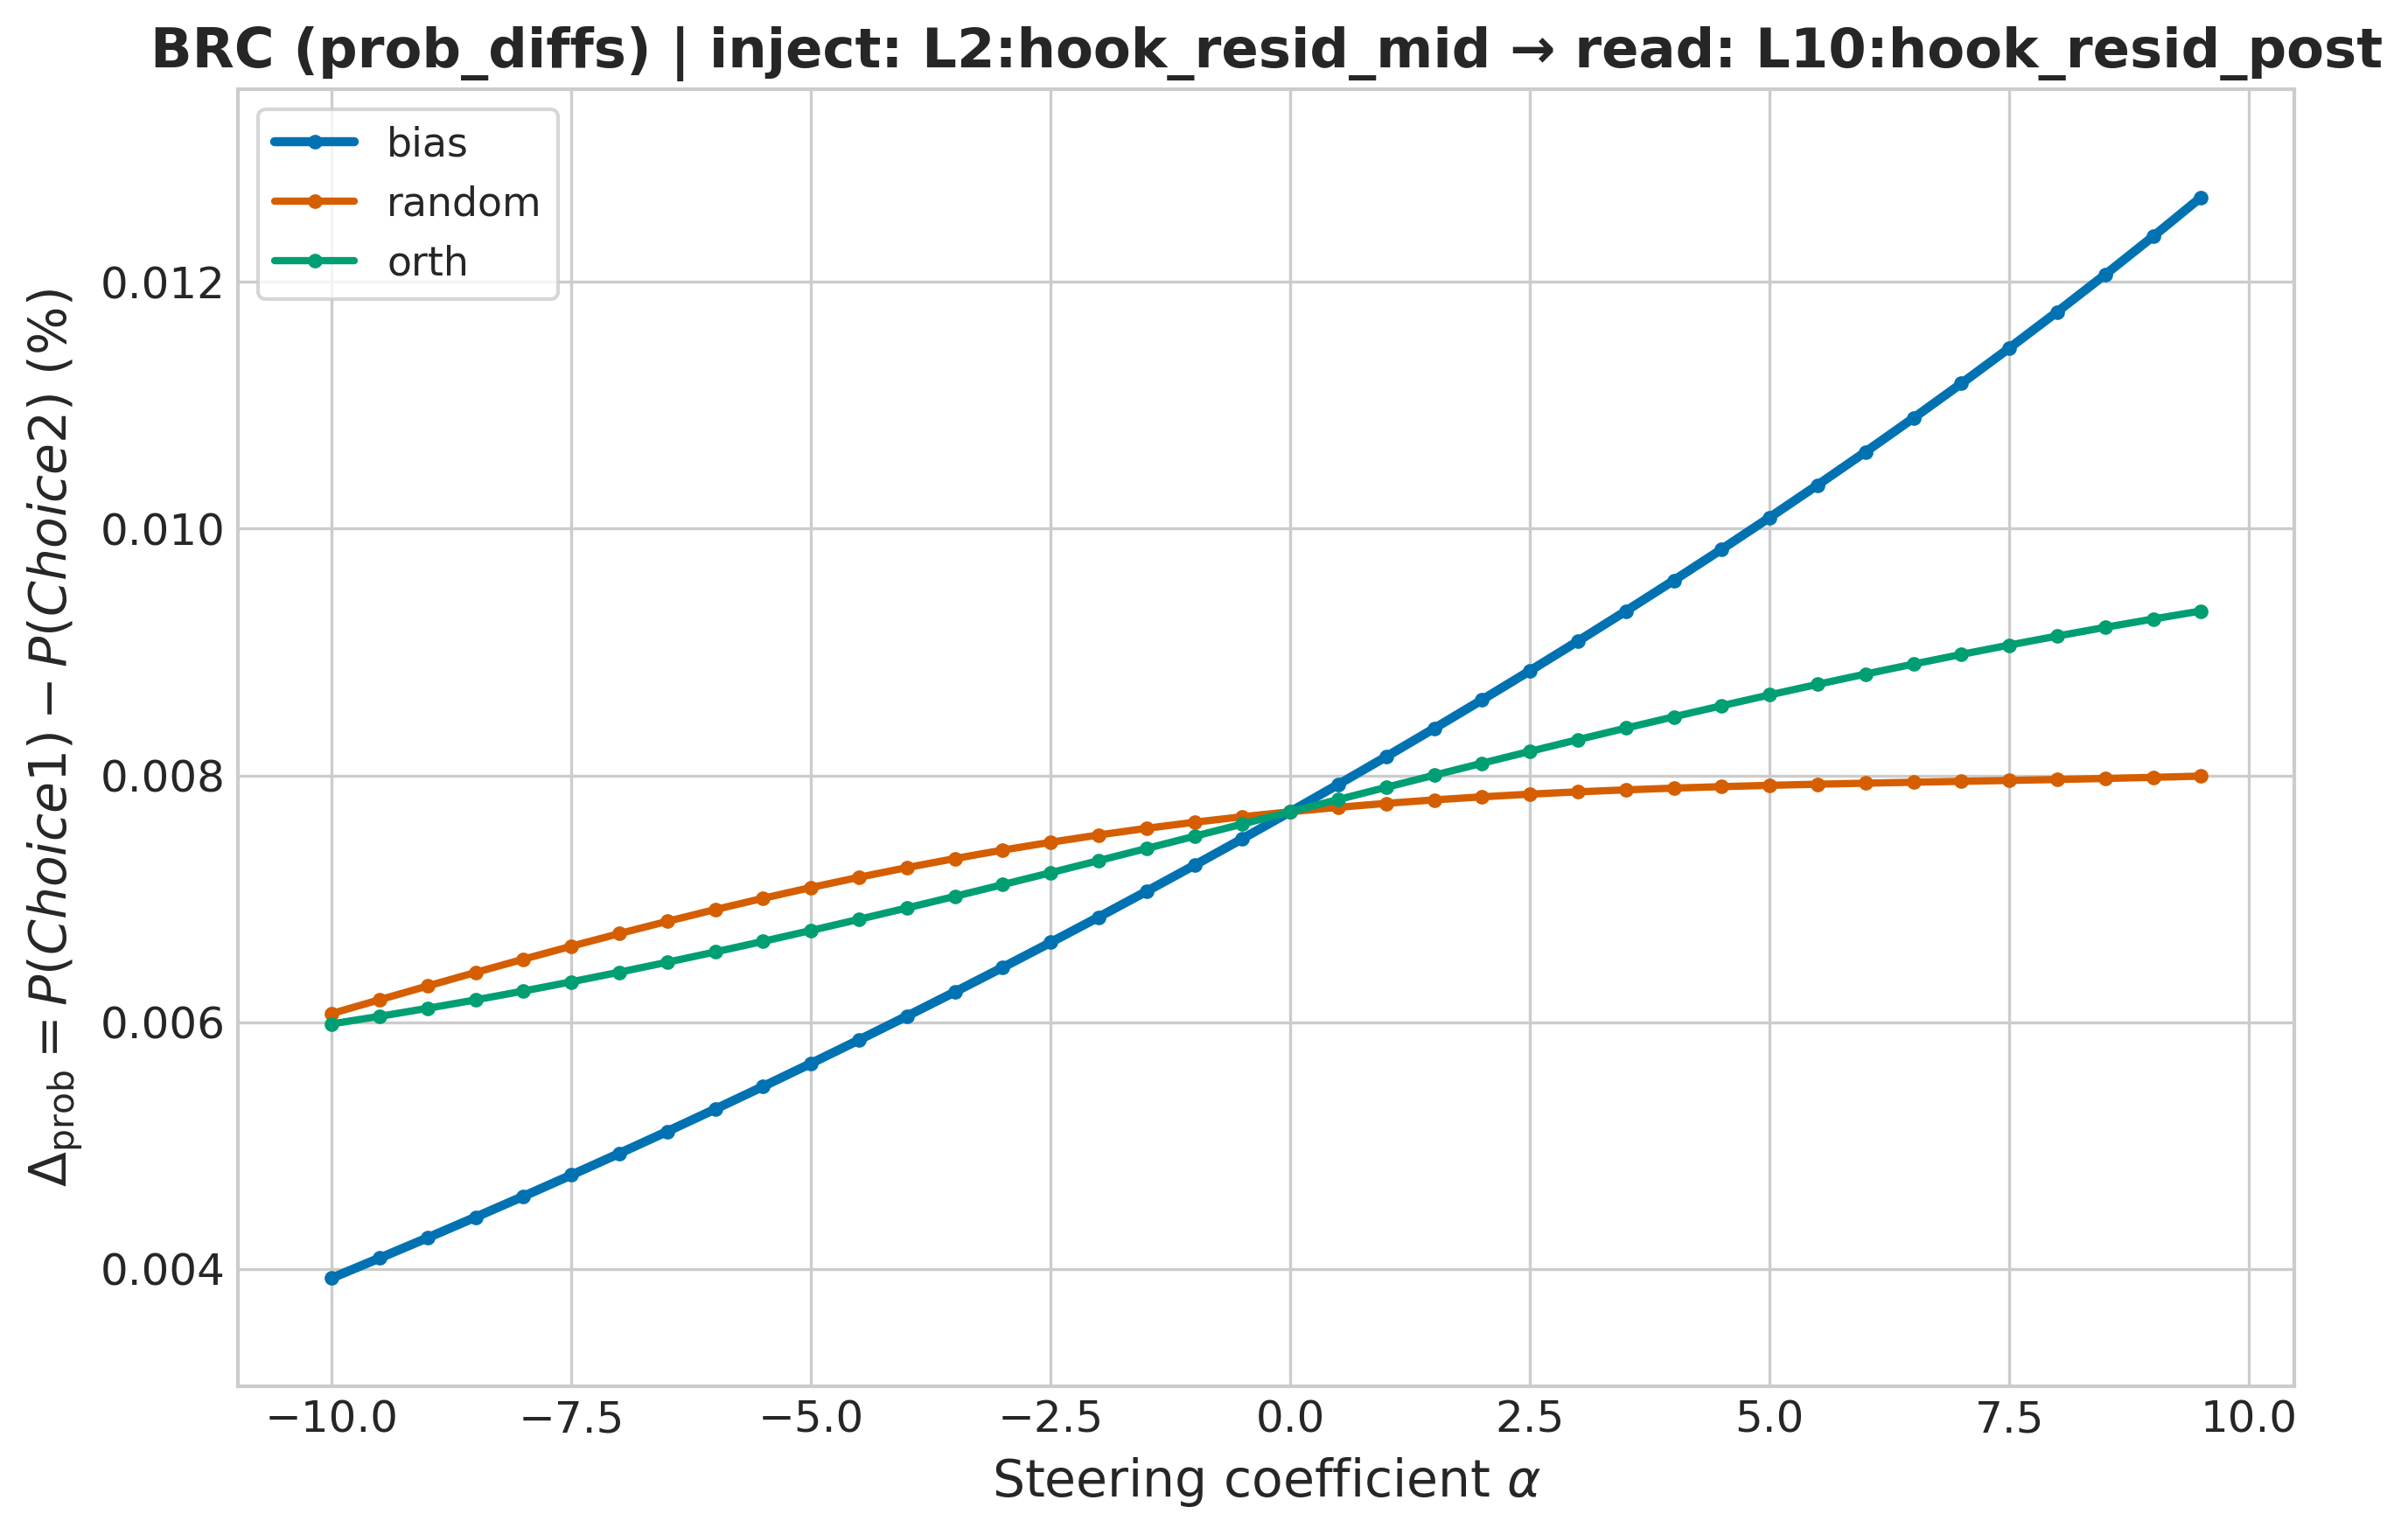 BRC (prob_diffs) | inject: L2:hook_resid_mid → read: L10:hook_resid_post
bias
random
orth
Δprob = P(Choice1) − P(Choice2) (%)
0.012
0.010
0.008
0.006
0.004
−10.0 −7.5 −5.0 −2.5 0.0 2.5 5.0 7.5 10.0
Steering coefficient α